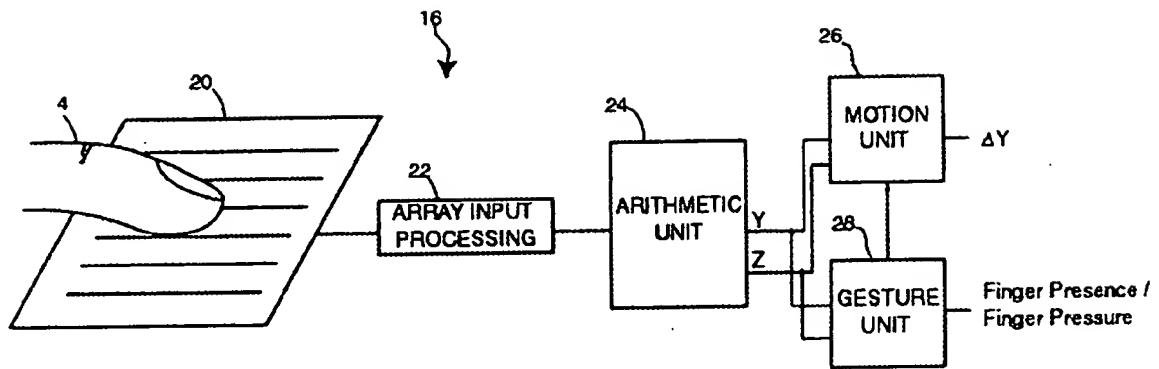 16
4
20
22
ARRAY INPUT
PROCESSING
24
ARITHMETIC
UNIT
Y
Z
26
MOTION
UNIT
ΔY
28
GESTURE
UNIT
Finger Presence /
Finger Pressure